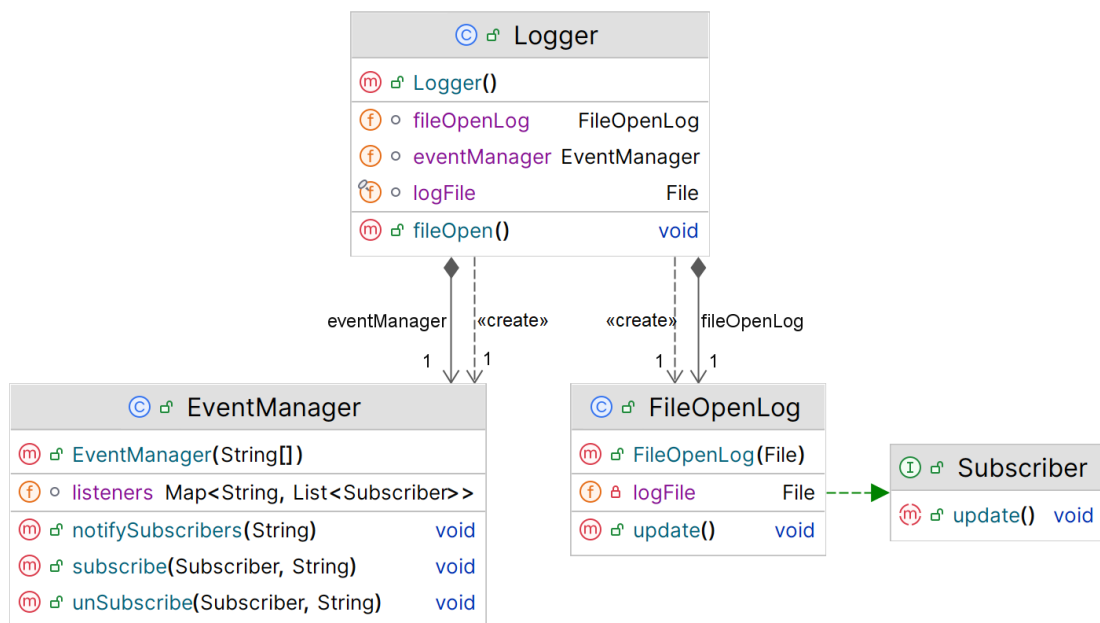 Logger
Logger()
fileOpenLog FileOpenLog
eventManager EventManager
logFile File
fileOpen() void
eventManager «create» «create» fileOpenLog
1 1 1 1
EventManager
EventManager(String[])
listeners Map<String, List<Subscriber>>
notifySubscribers(String) void
subscribe(Subscriber, String) void
unSubscribe(Subscriber, String) void
FileOpenLog
FileOpenLog(File)
logFile File
update() void
Subscriber
update() void